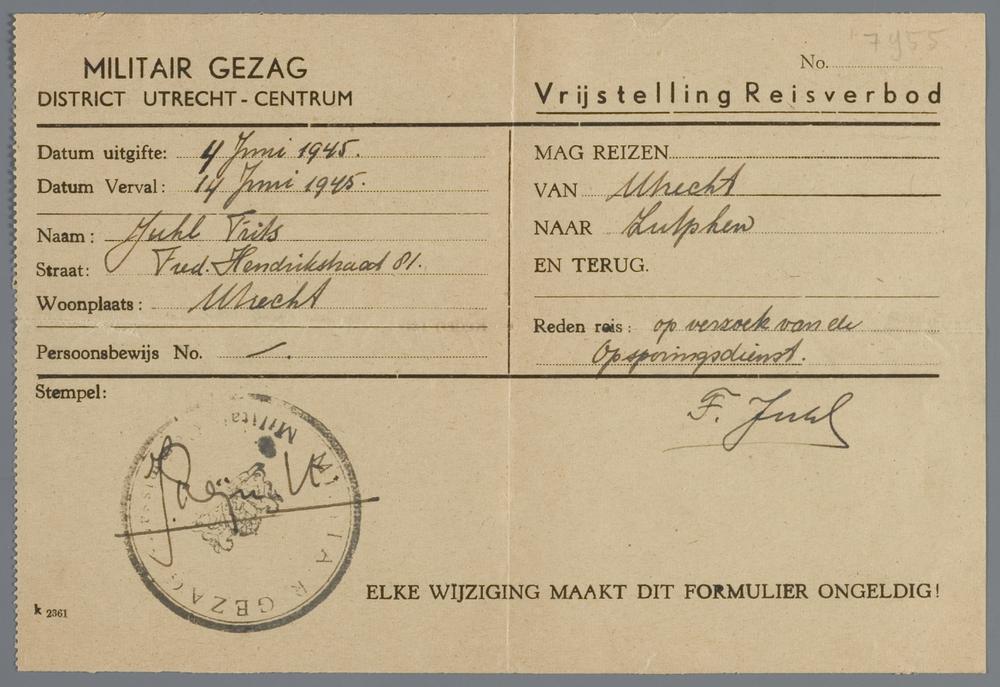 MILITAIR GEZAG
DISTRICT UTRECHT - CENTRUM
Datum uitgifte: 4 Juni 1945.
Datum Verval: 14 Juni 1945.
Naam: Juhl Frits
Straat: Fred. Hendrikstraat 81.
Woonplaats: Utrecht
Persoonsbewijs No. —.
Stempel:
MILITAIR GEZAG
k 2361
7955
No.
Vrijstelling Reisverbod
MAG REIZEN
VAN Utrecht
NAAR Zutphen
EN TERUG.
Reden reis: op verzoek van de
Opsporingsdienst.
F. Juhl
ELKE WIJZIGING MAAKT DIT FORMULIER ONGELDIG!